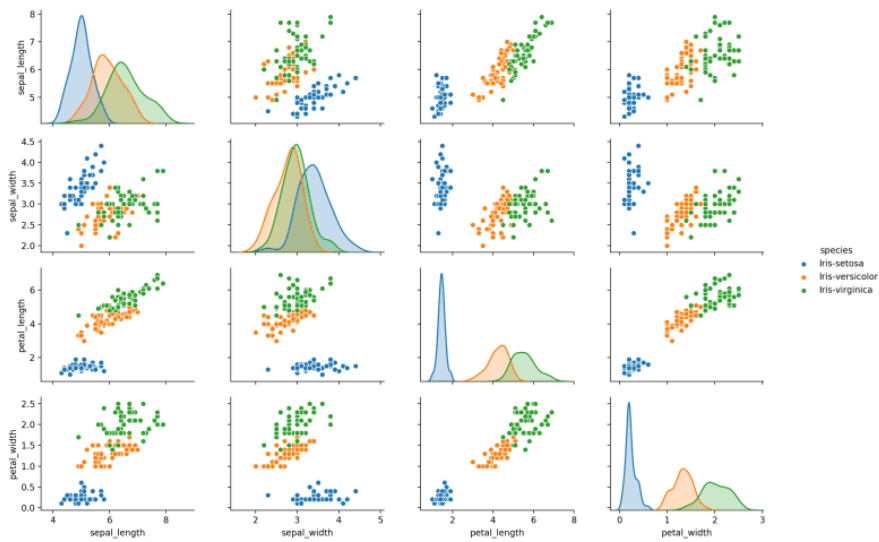 sepal_length
8
7
6
5
sepal_width
4.5
4.0
3.5
3.0
2.5
2.0
petal_length
6
4
2
petal_width
2.5
2.0
1.5
1.0
0.5
0.0
4 6 8
sepal_length
2 3 4 5
sepal_width
2 4 6 8
petal_length
0 1 2 3
petal_width
species
Iris-setosa
Iris-versicolor
Iris-virginica